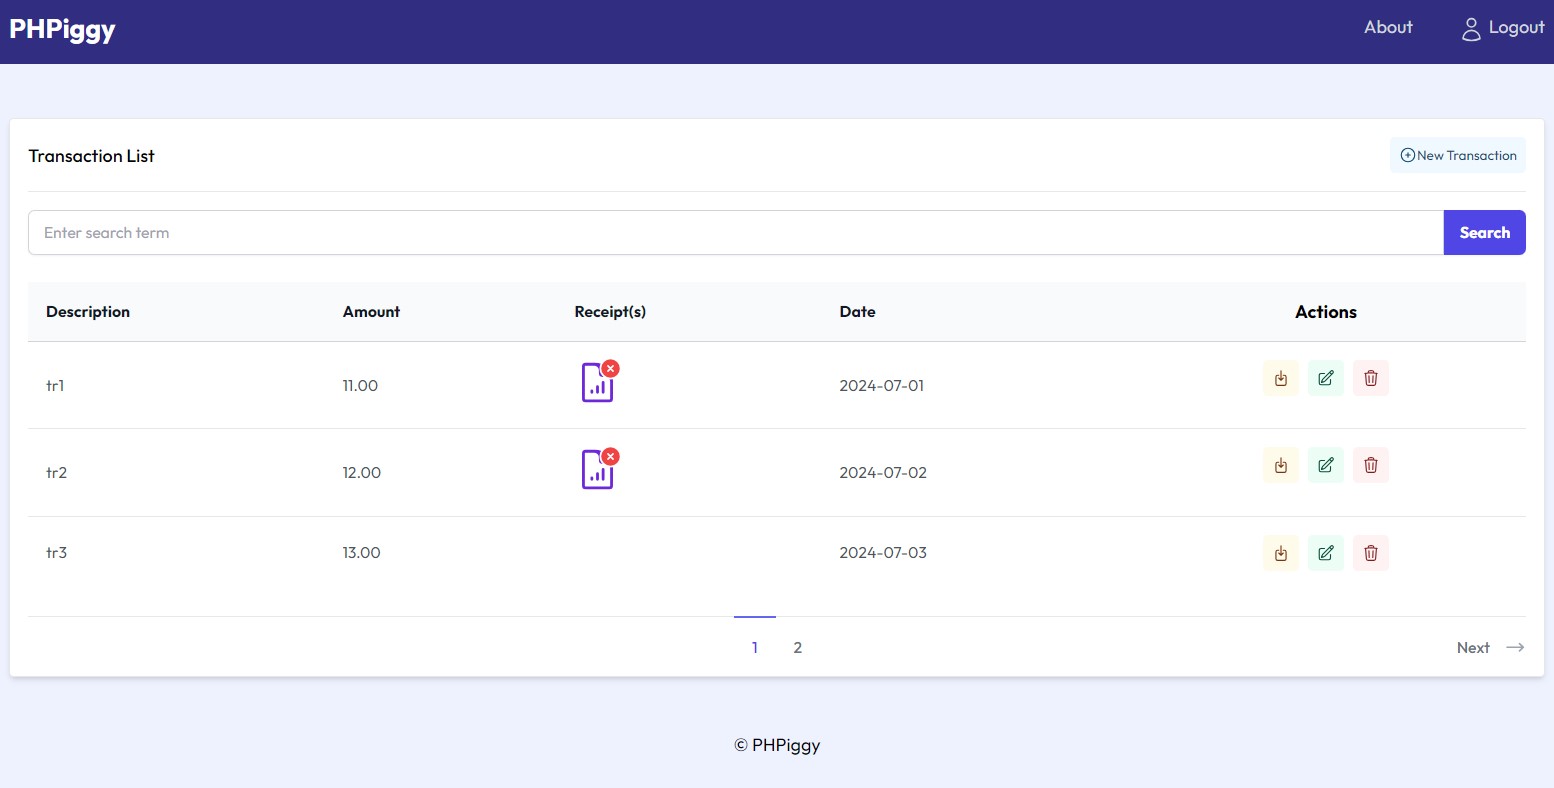 PHPiggy
About
Logout
Transaction List
New Transaction
Enter search term
Search
Description Amount Receipt(s) Date Actions
tr1 11.00 2024-07-01
tr2 12.00 2024-07-02
tr3 13.00 2024-07-03
1 2 Next
© PHPiggy